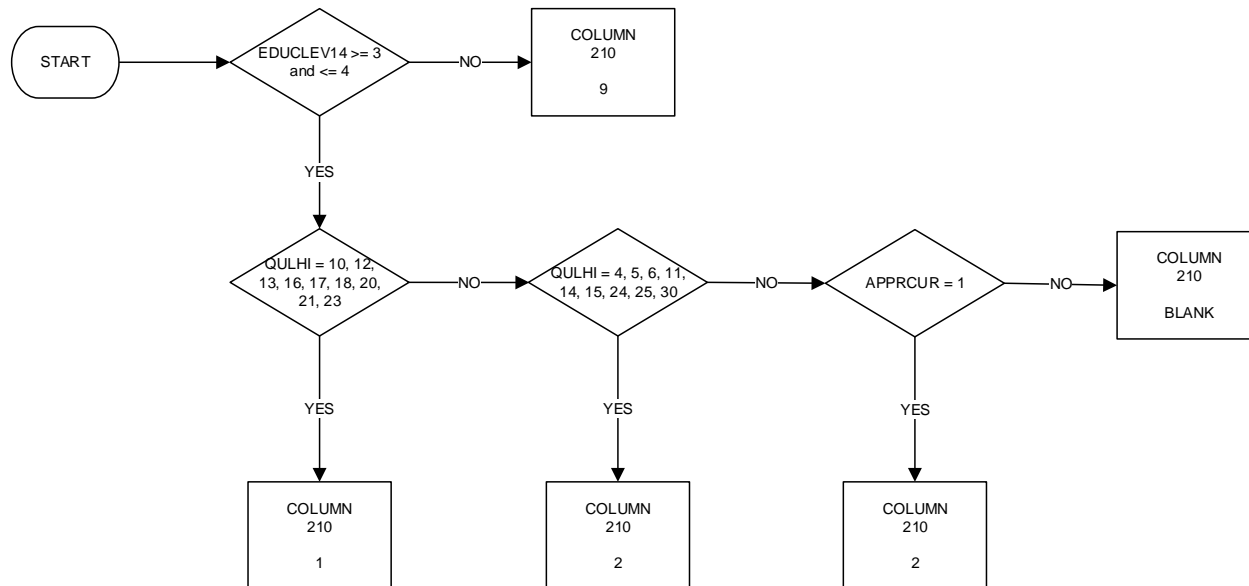 START
EDUCLEV14 >= 3
and <= 4
NO
COLUMN
210
9
YES
QULHI = 10, 12,
13, 16, 17, 18, 20,
21, 23
NO
QULHI = 4, 5, 6, 11,
14, 15, 24, 25, 30
NO
APPRCUR = 1
NO
COLUMN
210
BLANK
YES
YES
YES
COLUMN
210
1
COLUMN
210
2
COLUMN
210
2